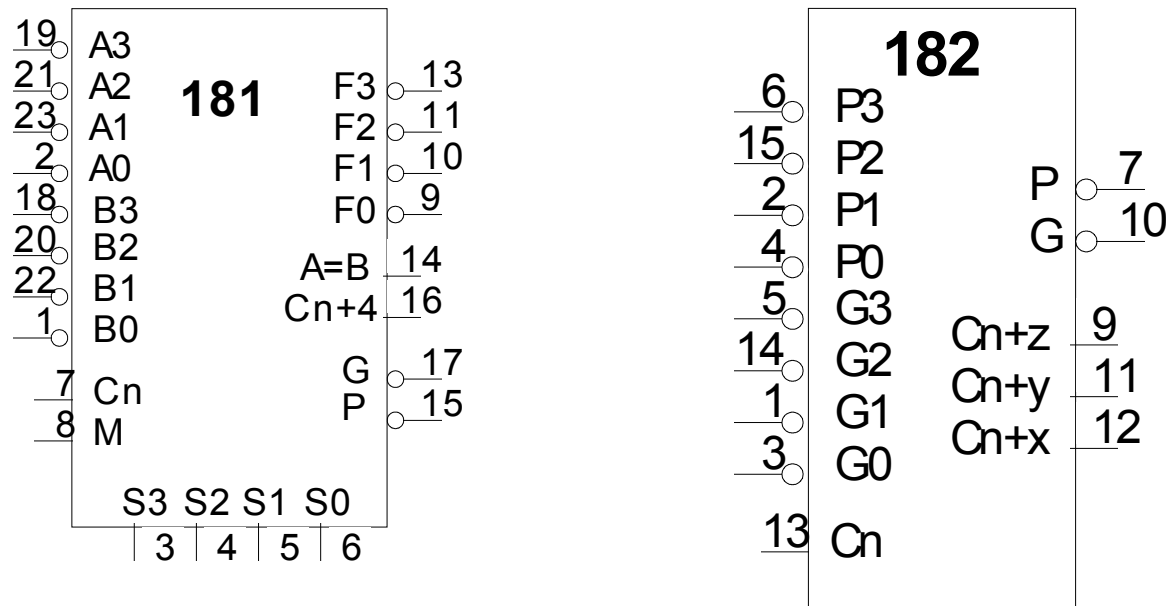 181
19 A3
21 A2
23 A1
2 A0
18 B3
20 B2
22 B1
1 B0
7 Cn
8 M
F3 13
F2 11
F1 10
F0 9
A=B 14
Cn+4 16
G 17
P 15
S3 S2 S1 S0
3 4 5 6
182
6 P3
15 P2
2 P1
4 P0
5 G3
14 G2
1 G1
3 G0
13 Cn
P 7
G 10
Cn+z 9
Cn+y 11
Cn+x 12